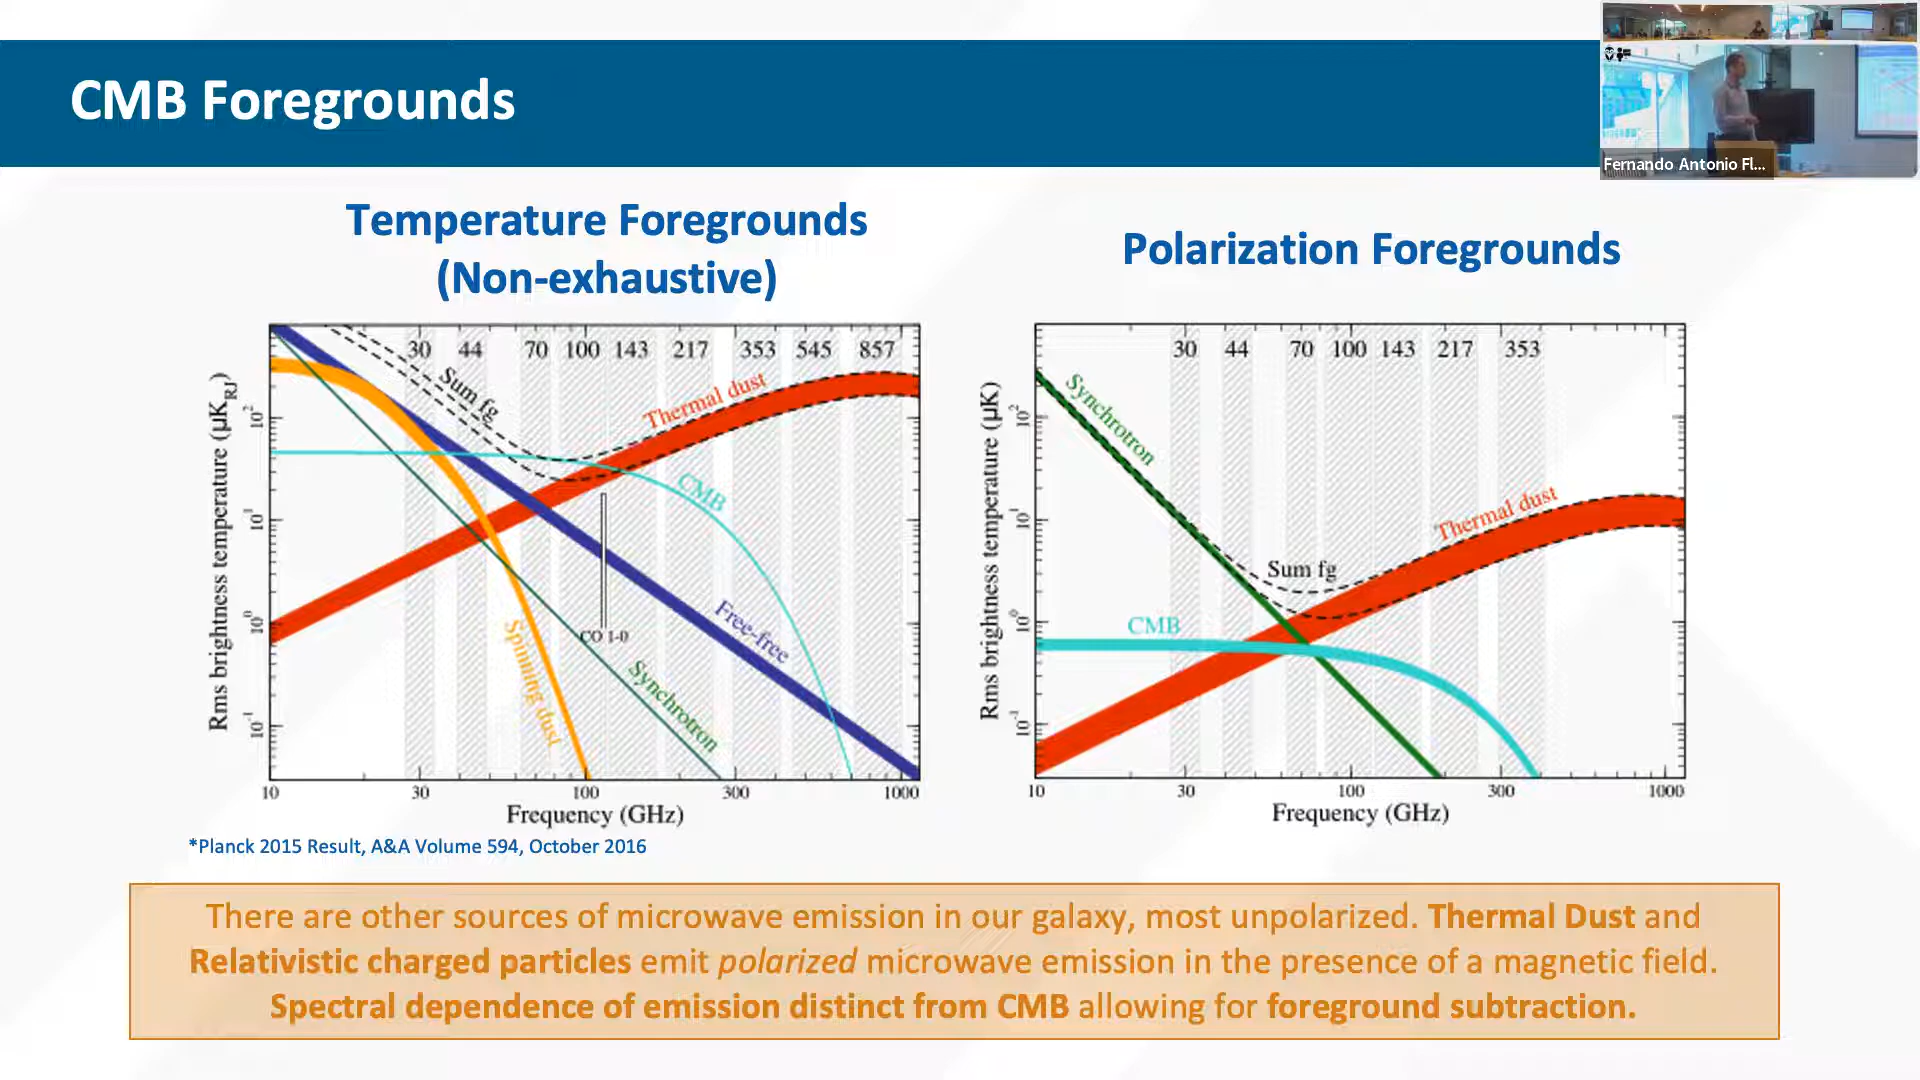 CMB Foregrounds
Fernando Antonio Fl...
Temperature Foregrounds
(Non-exhaustive)
Polarization Foregrounds
30 44 70 100 143 217 353 545 857
Sum fg
Thermal dust
CMB
Free-free
CO 1-0
Synchrotron
Spinning dust
Rms brightness temperature (μK_RJ)
10² 10¹ 10⁰ 10⁻¹
10 30 100 300 1000
Frequency (GHz)
30 44 70 100 143 217 353
Synchrotron
Thermal dust
Sum fg
CMB
Rms brightness temperature (μK)
10² 10¹ 10⁰ 10⁻¹
10 30 100 300 1000
Frequency (GHz)
*Planck 2015 Result, A&A Volume 594, October 2016
There are other sources of microwave emission in our galaxy, most unpolarized. Thermal Dust and
Relativistic charged particles emit polarized microwave emission in the presence of a magnetic field.
Spectral dependence of emission distinct from CMB allowing for foreground subtraction.